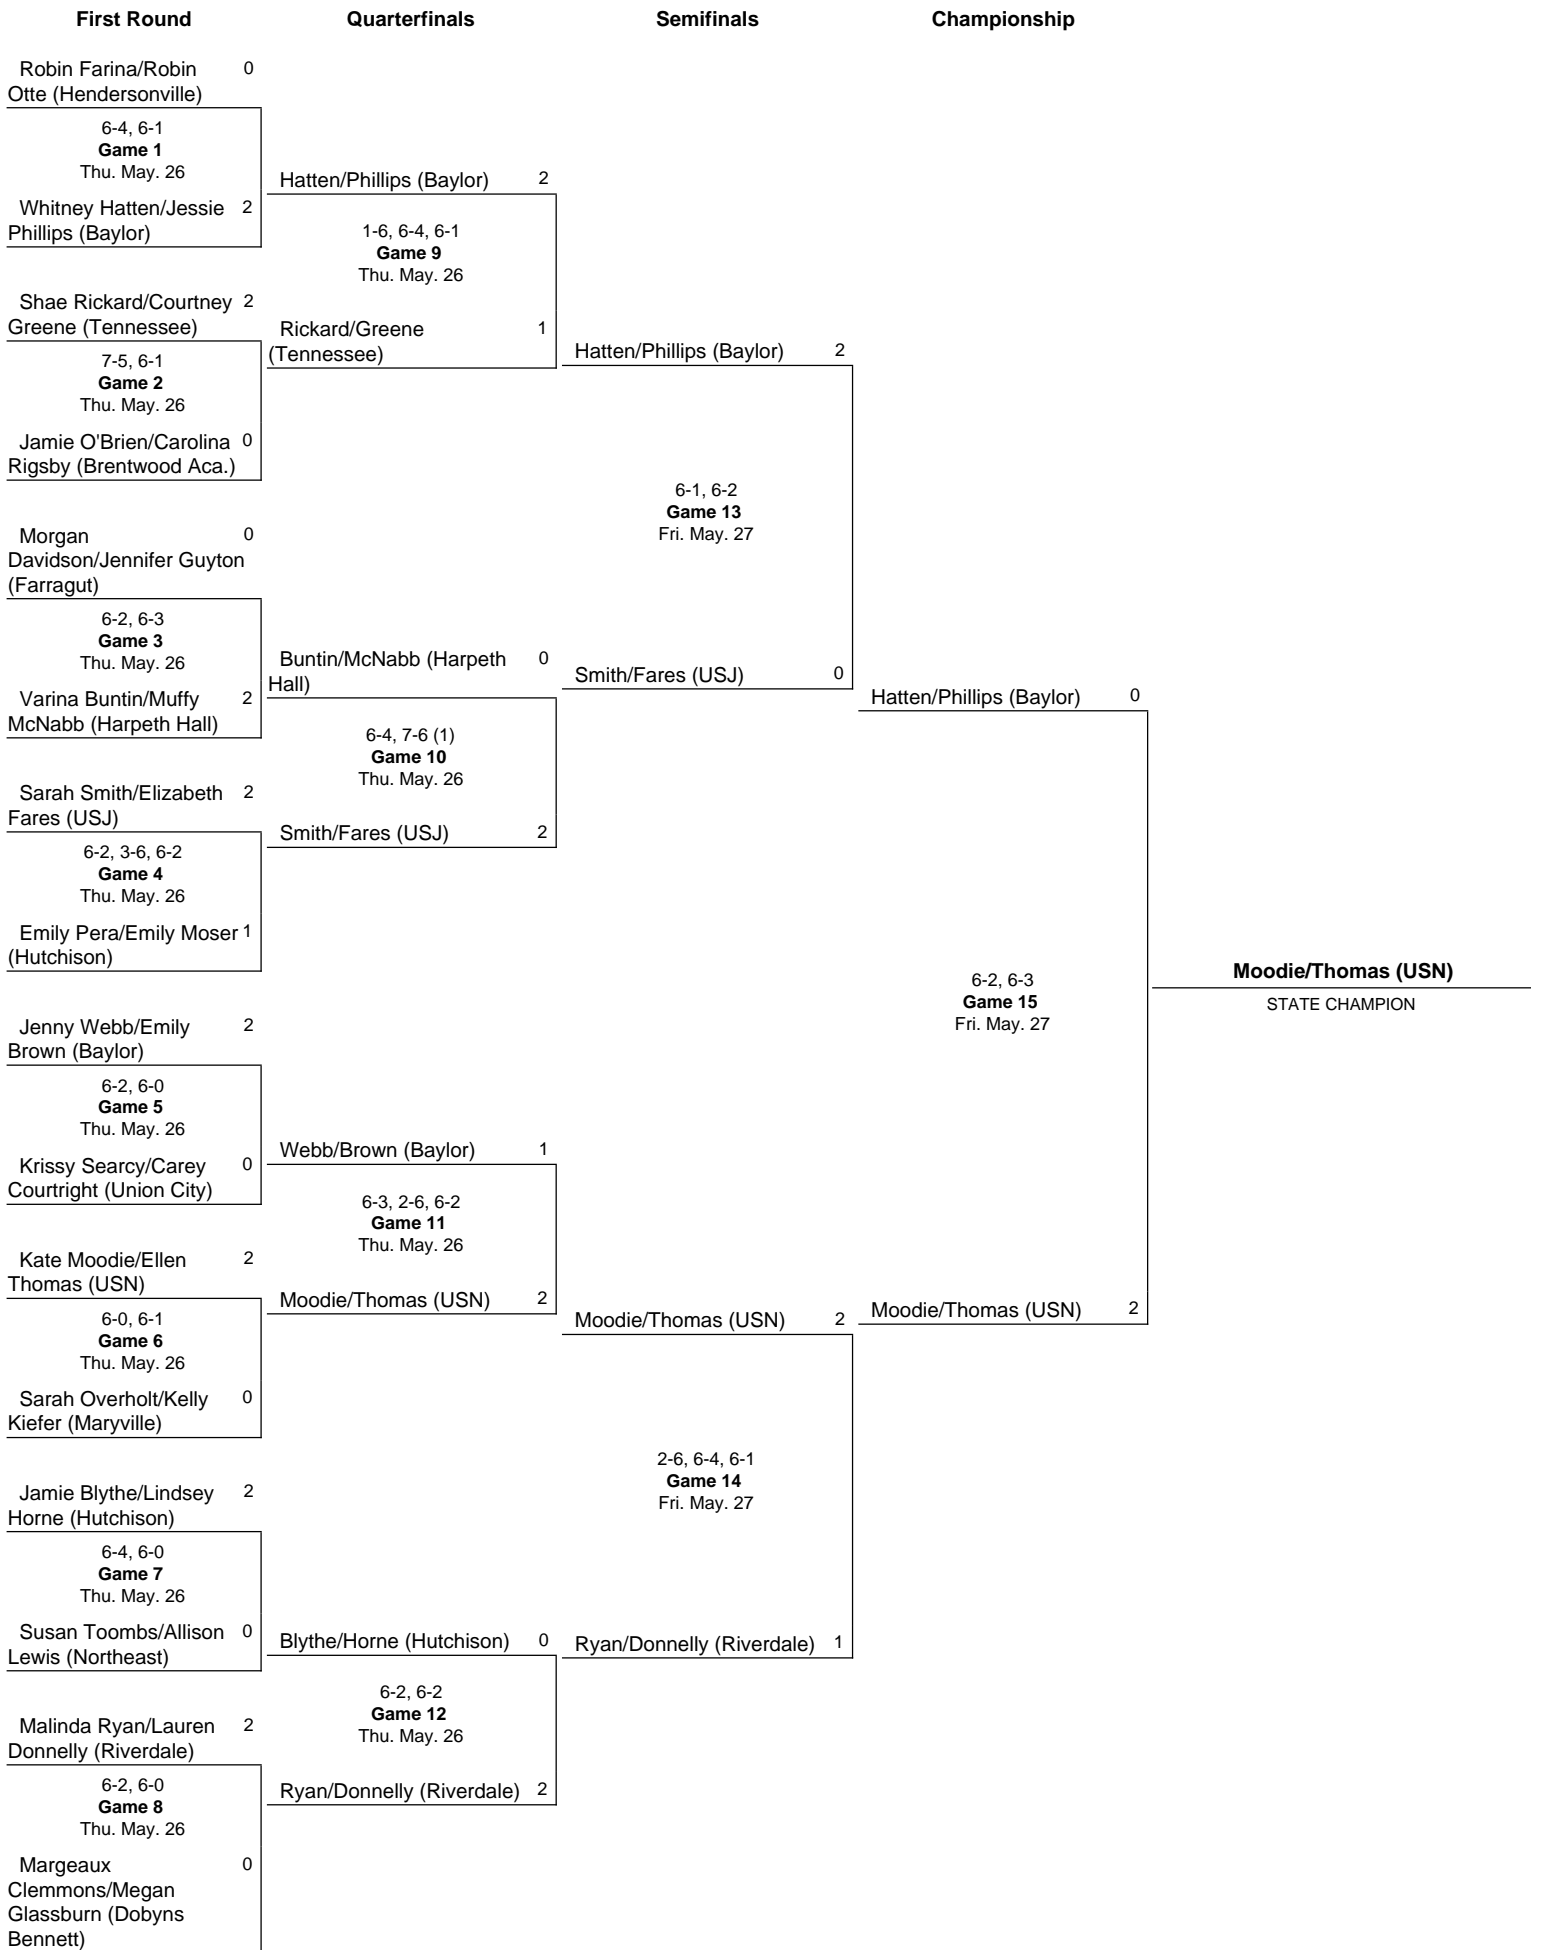 First Round
Quarterfinals
Semifinals
Championship
Robin Farina/Robin 0
Otte (Hendersonville)
6-4, 6-1
Game 1
Thu. May. 26
Whitney Hatten/Jessie 2
Phillips (Baylor)
Shae Rickard/Courtney 2
Greene (Tennessee)
7-5, 6-1
Game 2
Thu. May. 26
Jamie O'Brien/Carolina 0
Rigsby (Brentwood Aca.)
Morgan 0
Davidson/Jennifer Guyton
(Farragut)
6-2, 6-3
Game 3
Thu. May. 26
Varina Buntin/Muffy 2
McNabb (Harpeth Hall)
Sarah Smith/Elizabeth 2
Fares (USJ)
6-2, 3-6, 6-2
Game 4
Thu. May. 26
Emily Pera/Emily Moser 1
(Hutchison)
Jenny Webb/Emily 2
Brown (Baylor)
6-2, 6-0
Game 5
Thu. May. 26
Krissy Searcy/Carey 0
Courtright (Union City)
Kate Moodie/Ellen 2
Thomas (USN)
6-0, 6-1
Game 6
Thu. May. 26
Sarah Overholt/Kelly 0
Kiefer (Maryville)
Jamie Blythe/Lindsey 2
Horne (Hutchison)
6-4, 6-0
Game 7
Thu. May. 26
Susan Toombs/Allison 0
Lewis (Northeast)
Malinda Ryan/Lauren 2
Donnelly (Riverdale)
6-2, 6-0
Game 8
Thu. May. 26
Margeaux 0
Clemmons/Megan
Glassburn (Dobyns
Bennett)
Hatten/Phillips (Baylor) 2
1-6, 6-4, 6-1
Game 9
Thu. May. 26
Rickard/Greene 1
(Tennessee)
Buntin/McNabb (Harpeth 0
Hall)
6-4, 7-6 (1)
Game 10
Thu. May. 26
Smith/Fares (USJ) 2
Webb/Brown (Baylor) 1
6-3, 2-6, 6-2
Game 11
Thu. May. 26
Moodie/Thomas (USN) 2
Blythe/Horne (Hutchison) 0
6-2, 6-2
Game 12
Thu. May. 26
Ryan/Donnelly (Riverdale) 2
Hatten/Phillips (Baylor) 2
6-1, 6-2
Game 13
Fri. May. 27
Smith/Fares (USJ) 0
Moodie/Thomas (USN) 2
2-6, 6-4, 6-1
Game 14
Fri. May. 27
Ryan/Donnelly (Riverdale) 1
Hatten/Phillips (Baylor) 0
6-2, 6-3
Game 15
Fri. May. 27
Moodie/Thomas (USN) 2
Moodie/Thomas (USN)
STATE CHAMPION